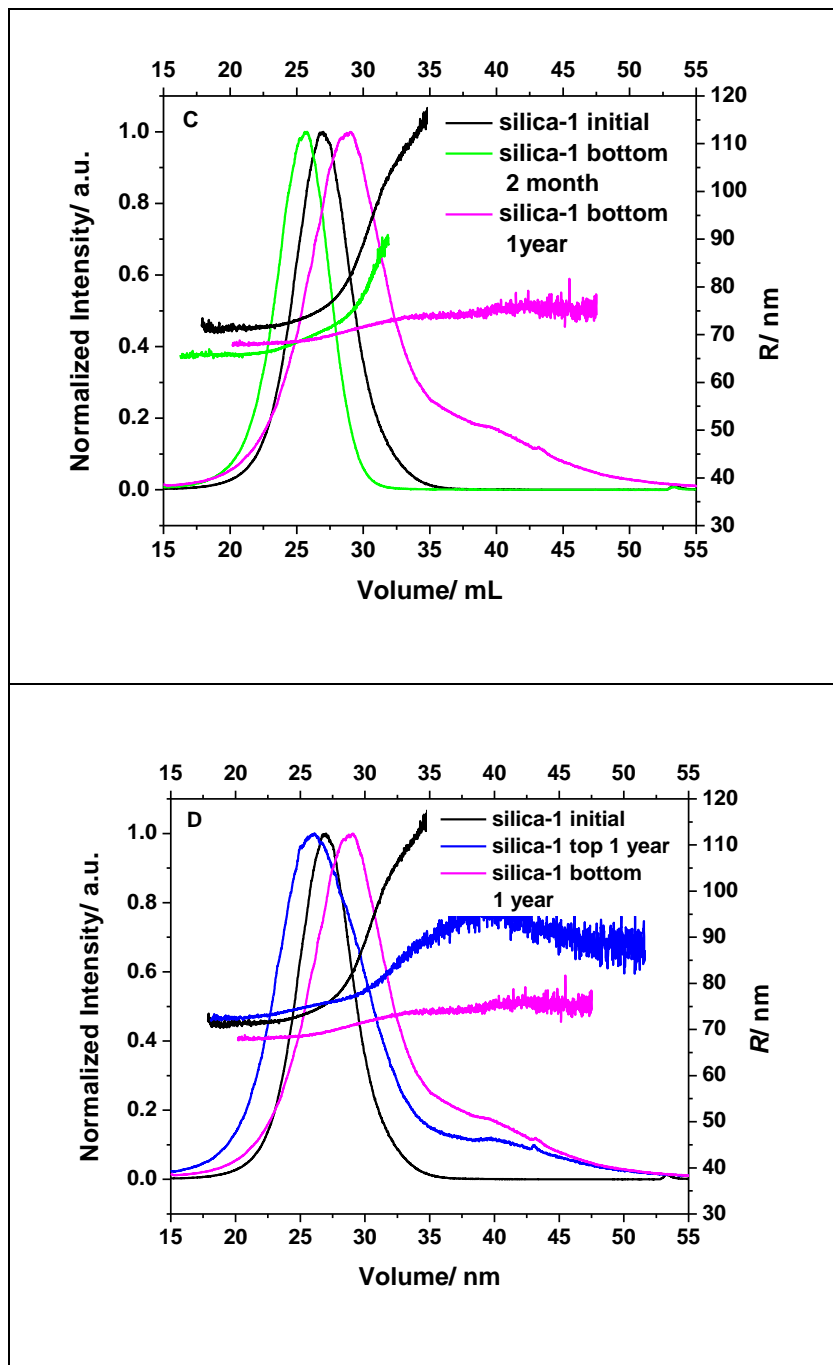 15 20 25 30 35 40 45 50 55
C
silica-1 initial
silica-1 bottom
2 month
silica-1 bottom
1year
1.0
0.8
0.6
0.4
0.2
0.0
Normalized Intensity/ a.u.
120
110
100
90
80
70
60
50
40
30
R/ nm
15 20 25 30 35 40 45 50 55
Volume/ mL
15 20 25 30 35 40 45 50 55
D
silica-1 initial
silica-1 top 1 year
silica-1 bottom
1 year
1.0
0.8
0.6
0.4
0.2
0.0
Normalized Intensity/ a.u.
120
110
100
90
80
70
60
50
40
30
R/ nm
15 20 25 30 35 40 45 50 55
Volume/ nm